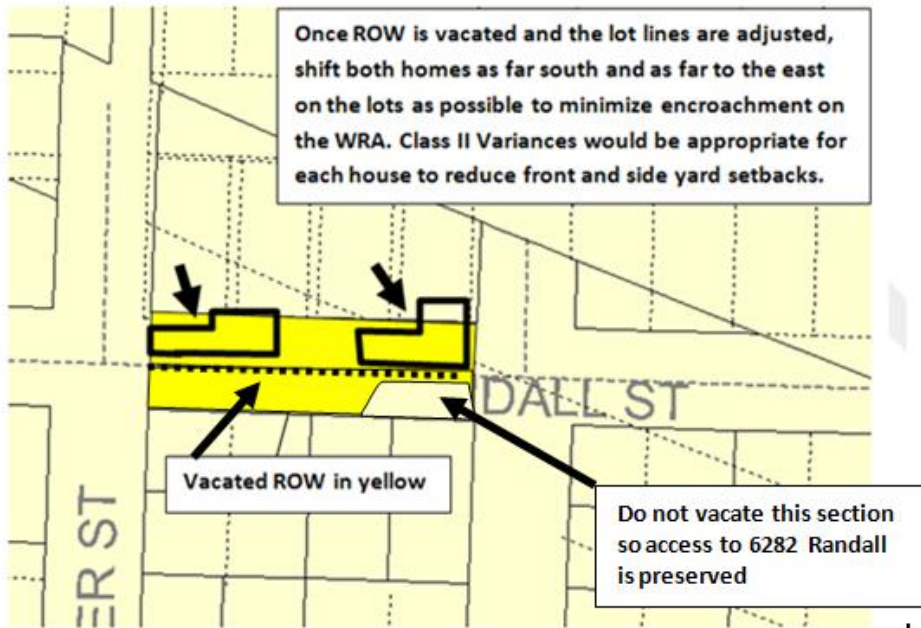 Once ROW is vacated and the lot lines are adjusted,
shift both homes as far south and as far to the east
on the lots as possible to minimize encroachment on
the WRA. Class II Variances would be appropriate for
each house to reduce front and side yard setbacks.
DALL ST
Vacated ROW in yellow
Do not vacate this section
so access to 6282 Randall
is preserved
ER ST